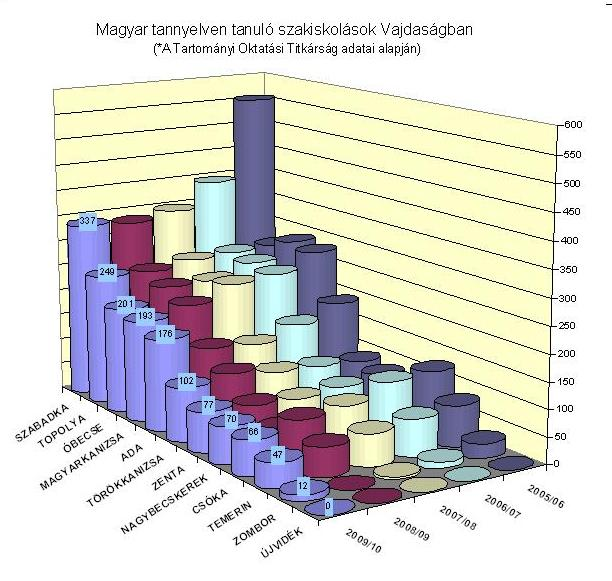 Magyar tannyelven tanuló szakiskolások Vajdaságban
(*A Tartományi Oktatási Titkárság adatai alapján)
600
550
500
450
400
350
300
250
200
150
100
50
0
337
249
201
193
176
102
77
70
66
47
12
0
SZABADKA
TOPOLYA
ÓBECSE
MAGYARKANIZSA
ADA
TÖRÖKKANIZSA
ZENTA
NAGYBECSKEREK
CSÓKA
TEMERIN
ZOMBOR
ÚJVIDÉK
2009/10
2008/09
2007/08
2006/07
2005/06